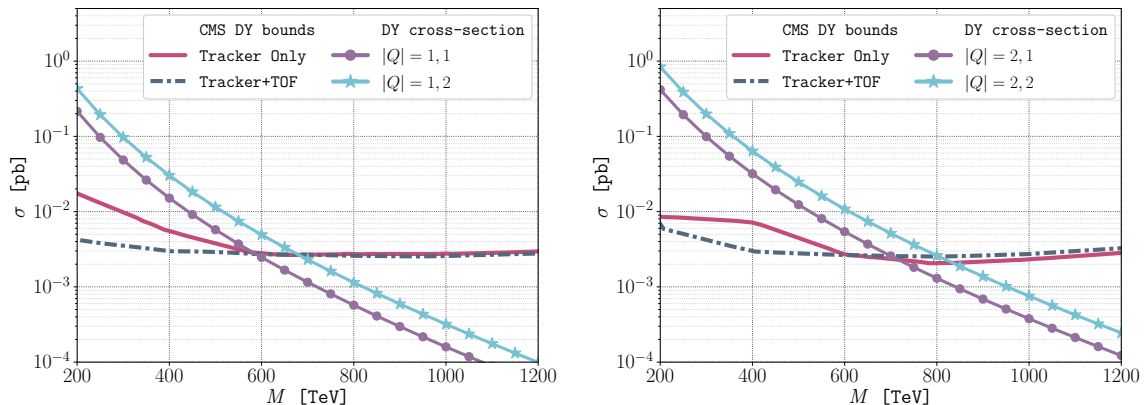 CMS DY bounds DY cross-section
Tracker Only |Q| = 1, 1
Tracker+TOF |Q| = 1, 2
10^0
10^{-1}
10^{-2}
10^{-3}
10^{-4}
σ [pb]
200 400 600 800 1000 1200
M [TeV]
CMS DY bounds DY cross-section
Tracker Only |Q| = 2, 1
Tracker+TOF |Q| = 2, 2
10^0
10^{-1}
10^{-2}
10^{-3}
10^{-4}
σ [pb]
200 400 600 800 1000 1200
M [TeV]